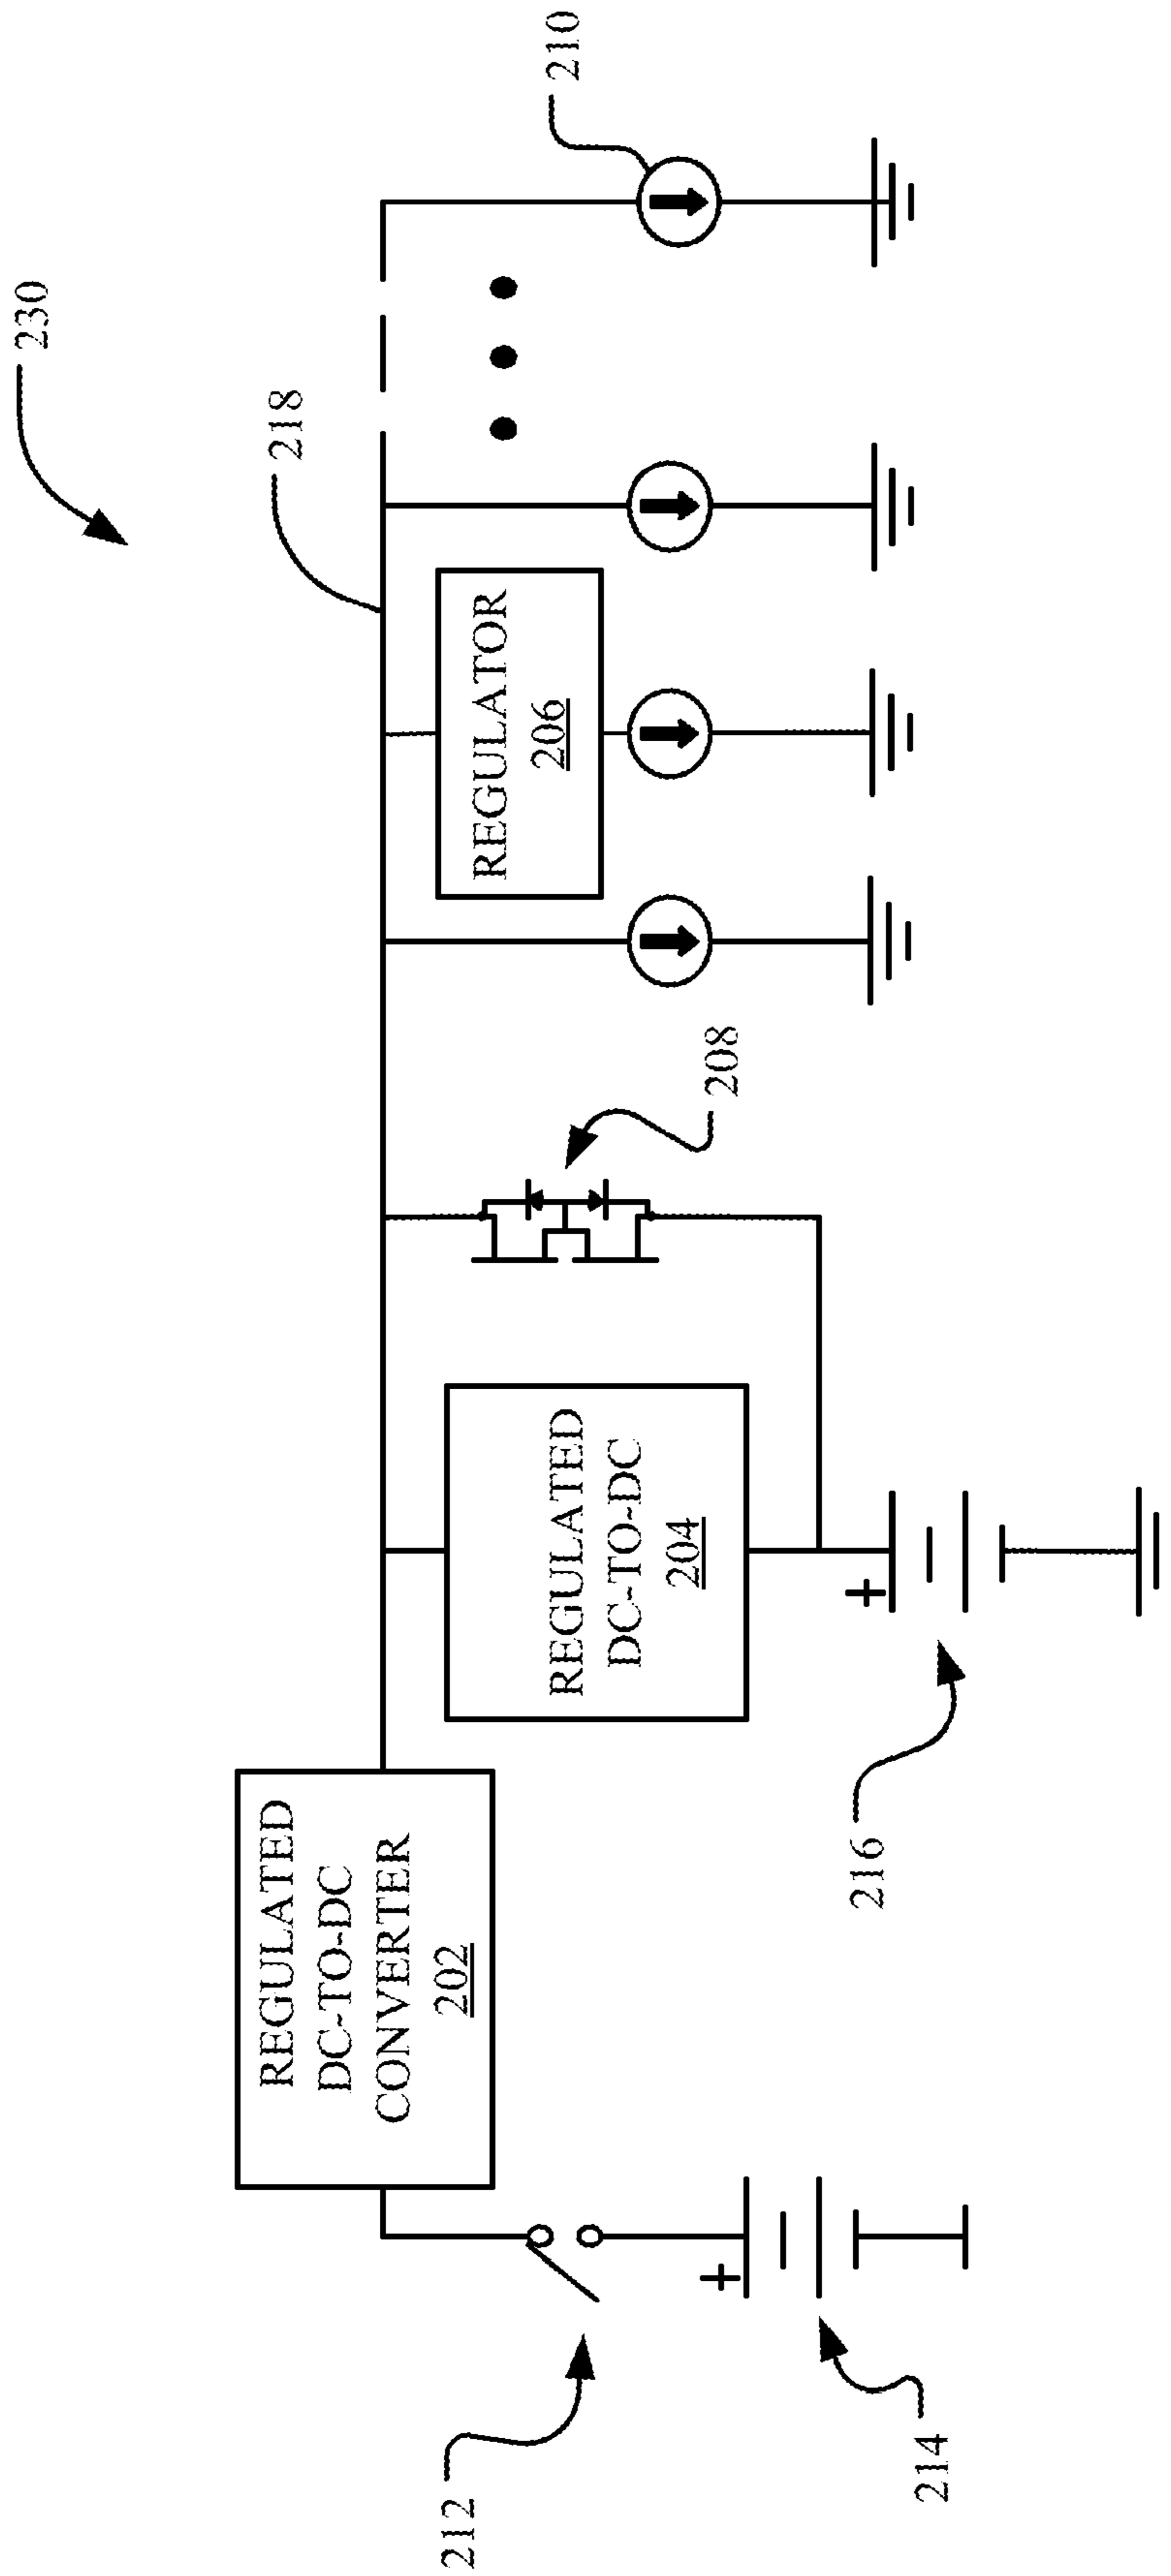 230
218
210
REGULATED
DC-TO-DC
CONVERTER
202
REGULATED
DC-TO-DC
204
REGULATOR
206
208
212
214
216
+
+